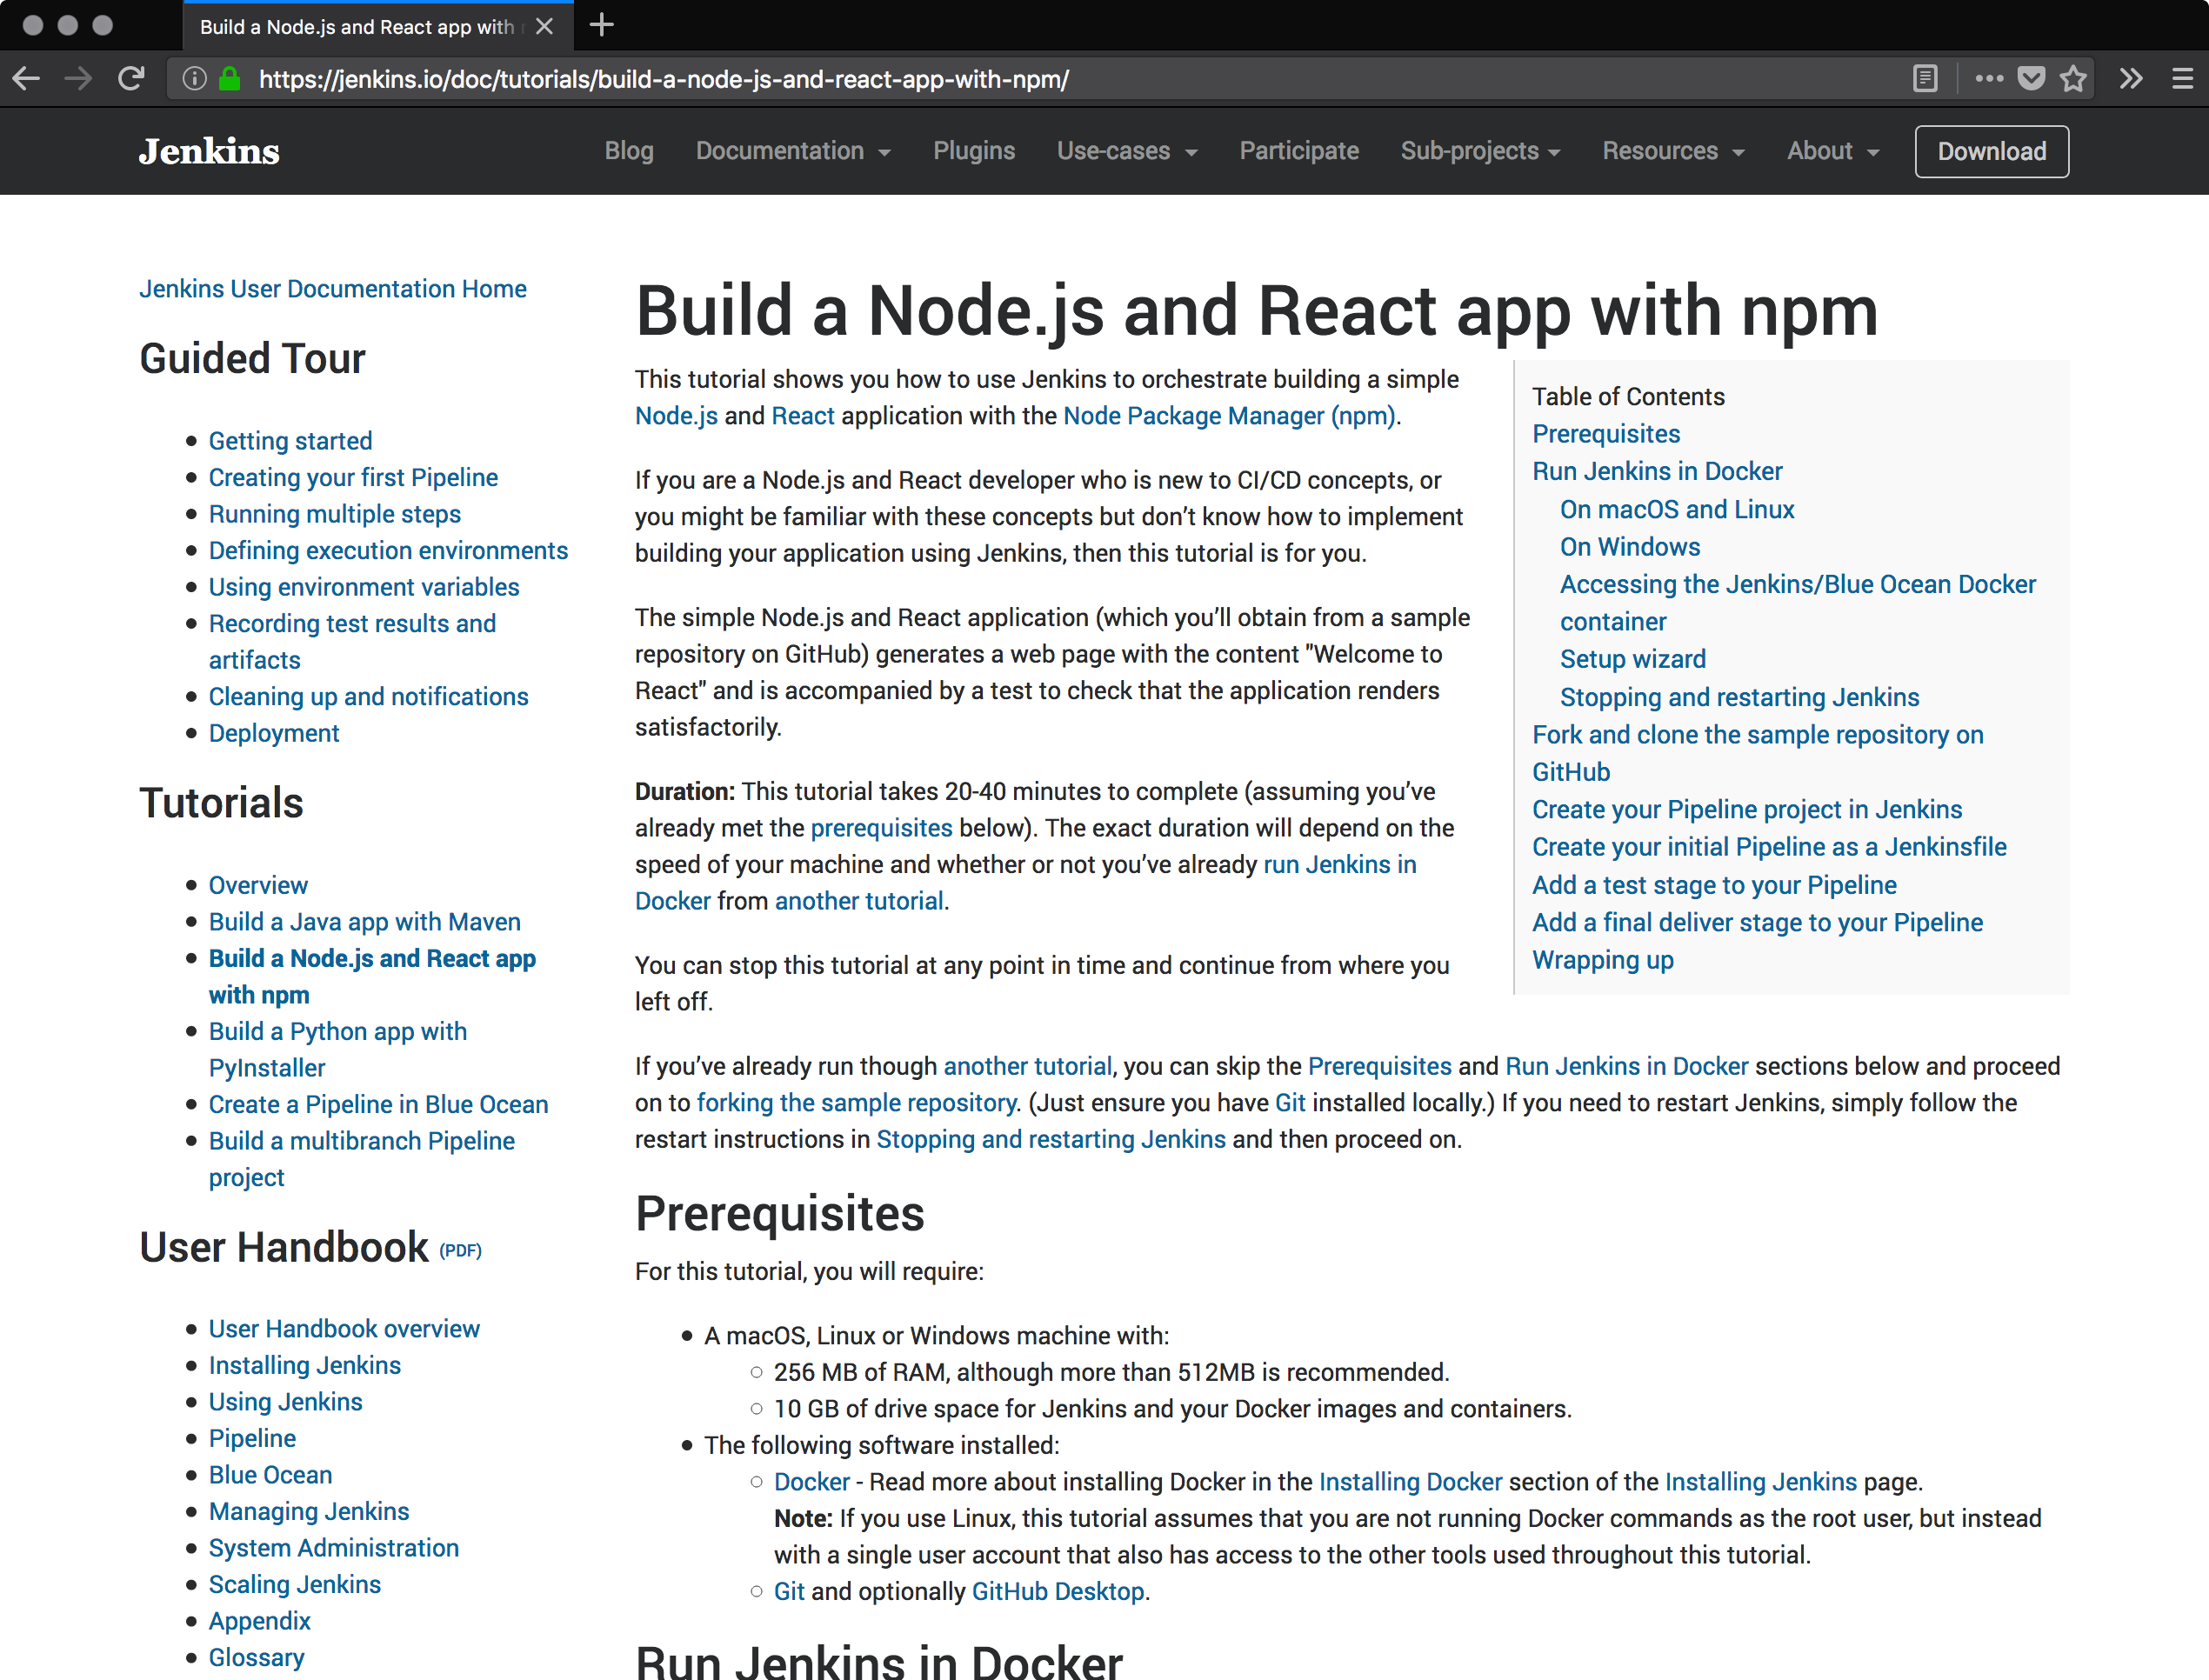 Build a Node.js and React app with
https://jenkins.io/doc/tutorials/build-a-node-js-and-react-app-with-npm/
Jenkins
Blog
Documentation
Plugins
Use-cases
Participate
Sub-projects
Resources
About
Download
Jenkins User Documentation Home
Guided Tour
Getting started
Creating your first Pipeline
Running multiple steps
Defining execution environments
Using environment variables
Recording test results and
artifacts
Cleaning up and notifications
Deployment
Tutorials
Overview
Build a Java app with Maven
Build a Node.js and React app
with npm
Build a Python app with
PyInstaller
Create a Pipeline in Blue Ocean
Build a multibranch Pipeline
project
User Handbook (PDF)
User Handbook overview
Installing Jenkins
Using Jenkins
Pipeline
Blue Ocean
Managing Jenkins
System Administration
Scaling Jenkins
Appendix
Glossary
Build a Node.js and React app with npm
This tutorial shows you how to use Jenkins to orchestrate building a simple
Node.js and React application with the Node Package Manager (npm).
If you are a Node.js and React developer who is new to CI/CD concepts, or
you might be familiar with these concepts but don’t know how to implement
building your application using Jenkins, then this tutorial is for you.
The simple Node.js and React application (which you’ll obtain from a sample
repository on GitHub) generates a web page with the content "Welcome to
React" and is accompanied by a test to check that the application renders
satisfactorily.
Duration: This tutorial takes 20-40 minutes to complete (assuming you’ve
already met the prerequisites below). The exact duration will depend on the
speed of your machine and whether or not you’ve already run Jenkins in
Docker from another tutorial.
You can stop this tutorial at any point in time and continue from where you
left off.
Table of Contents
Prerequisites
Run Jenkins in Docker
On macOS and Linux
On Windows
Accessing the Jenkins/Blue Ocean Docker
container
Setup wizard
Stopping and restarting Jenkins
Fork and clone the sample repository on
GitHub
Create your Pipeline project in Jenkins
Create your initial Pipeline as a Jenkinsfile
Add a test stage to your Pipeline
Add a final deliver stage to your Pipeline
Wrapping up
If you’ve already run though another tutorial, you can skip the Prerequisites and Run Jenkins in Docker sections below and proceed
on to forking the sample repository. (Just ensure you have Git installed locally.) If you need to restart Jenkins, simply follow the
restart instructions in Stopping and restarting Jenkins and then proceed on.
Prerequisites
For this tutorial, you will require:
A macOS, Linux or Windows machine with:
256 MB of RAM, although more than 512MB is recommended.
10 GB of drive space for Jenkins and your Docker images and containers.
The following software installed:
Docker - Read more about installing Docker in the Installing Docker section of the Installing Jenkins page.
Note: If you use Linux, this tutorial assumes that you are not running Docker commands as the root user, but instead
with a single user account that also has access to the other tools used throughout this tutorial.
Git and optionally GitHub Desktop.
Run Jenkins in Docker